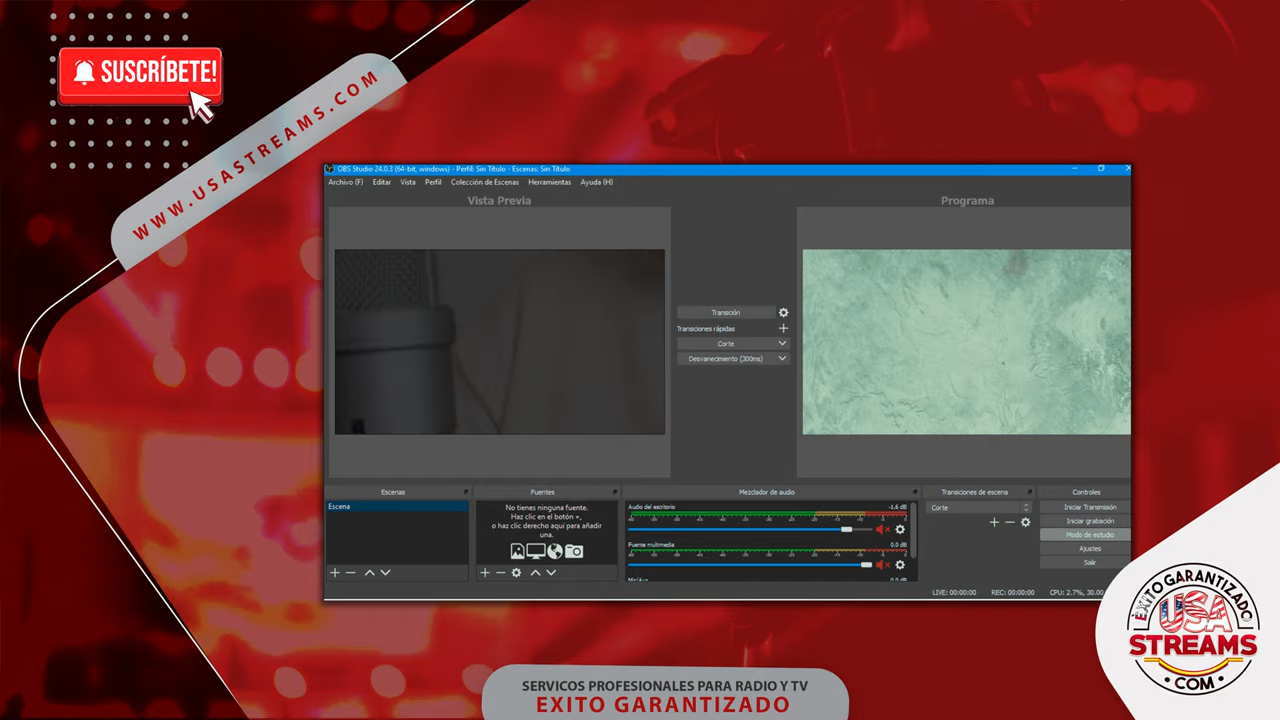 SUSCRÍBETE!
WWW.USASTREAMS.COM
OBS Studio 24.0.3 (64-bit, windows) - Perfil: Sin Título - Escenas: Sin Título
Archivo (F) Editar Vista Perfil Colección de Escenas Herramientas Ayuda (H)
Vista Previa
Programa
Transición
Transiciones rápidas
Corte
Desvanecimiento (300ms)
Escenas
Fuentes
Mezclador de audio
Transiciones de escena
Controles
Escena
No tienes ninguna fuente.
Haz clic en el botón +,
o haz clic derecho aquí para añadir
una.
Audio del escritorio
-1.6 dB
Fuente multimedia
0.0 dB
Corte
Iniciar Transmisión
Iniciar grabación
Modo de estudio
Ajustes
Salir
LIVE: 00:00:00 REC: 00:00:00 CPU: 2.7%, 30.00
EXITO GARANTIZADO
USA
STREAMS
.COM
SERVICOS PROFESIONALES PARA RADIO Y TV
EXITO GARANTIZADO